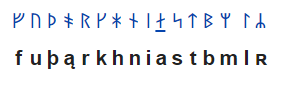 ᚠ ᚢ ᚦ ᚬ ᚱ ᚴ ᚼ ᚾ ᛁ ᛅ ᛋ ᛏ ᛒ ᛘ ᛚ ᛦ
f u þ ą r k h n i a s t b m l ʀ